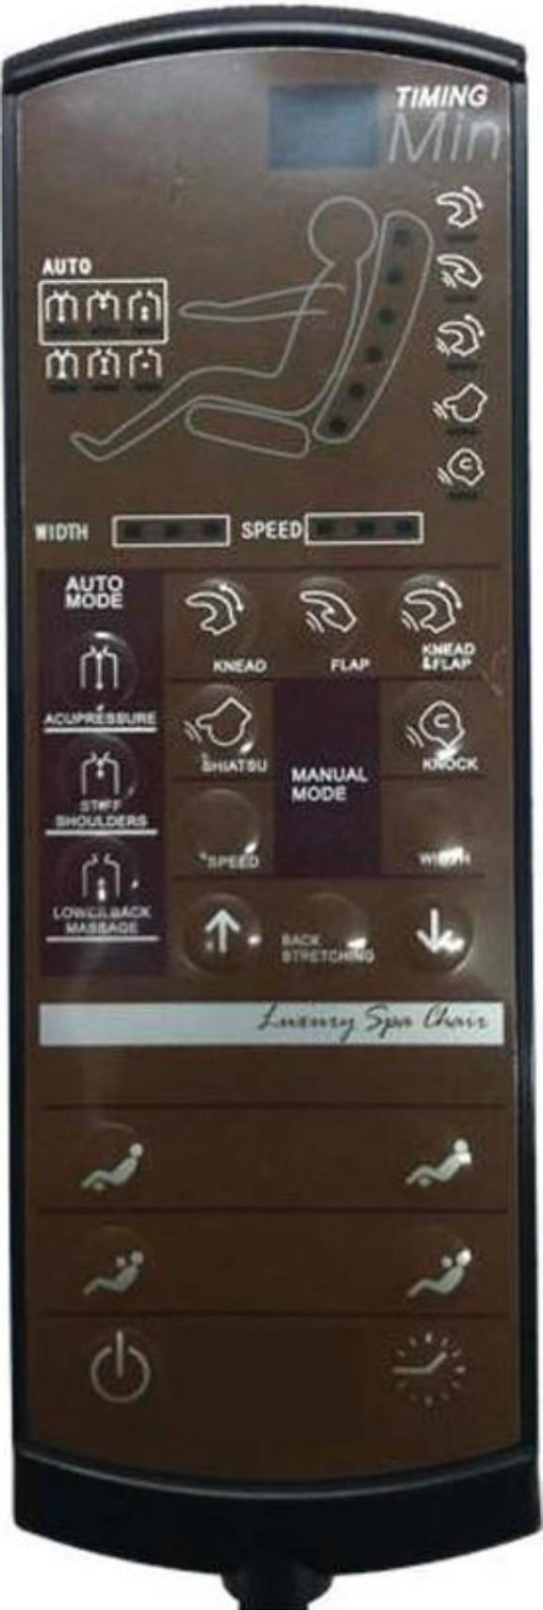 TIMING
Min
AUTO
WIDTH
SPEED
AUTO
MODE
KNEAD
FLAP
KNEAD
&FLAP
ACUPRESSURE
SHIATSU
MANUAL
MODE
KNOCK
STIFF
SHOULDERS
SPEED
WIDTH
LOWER BACK
MASSAGE
BACK
STRETCHING
Luxury Spa Chair